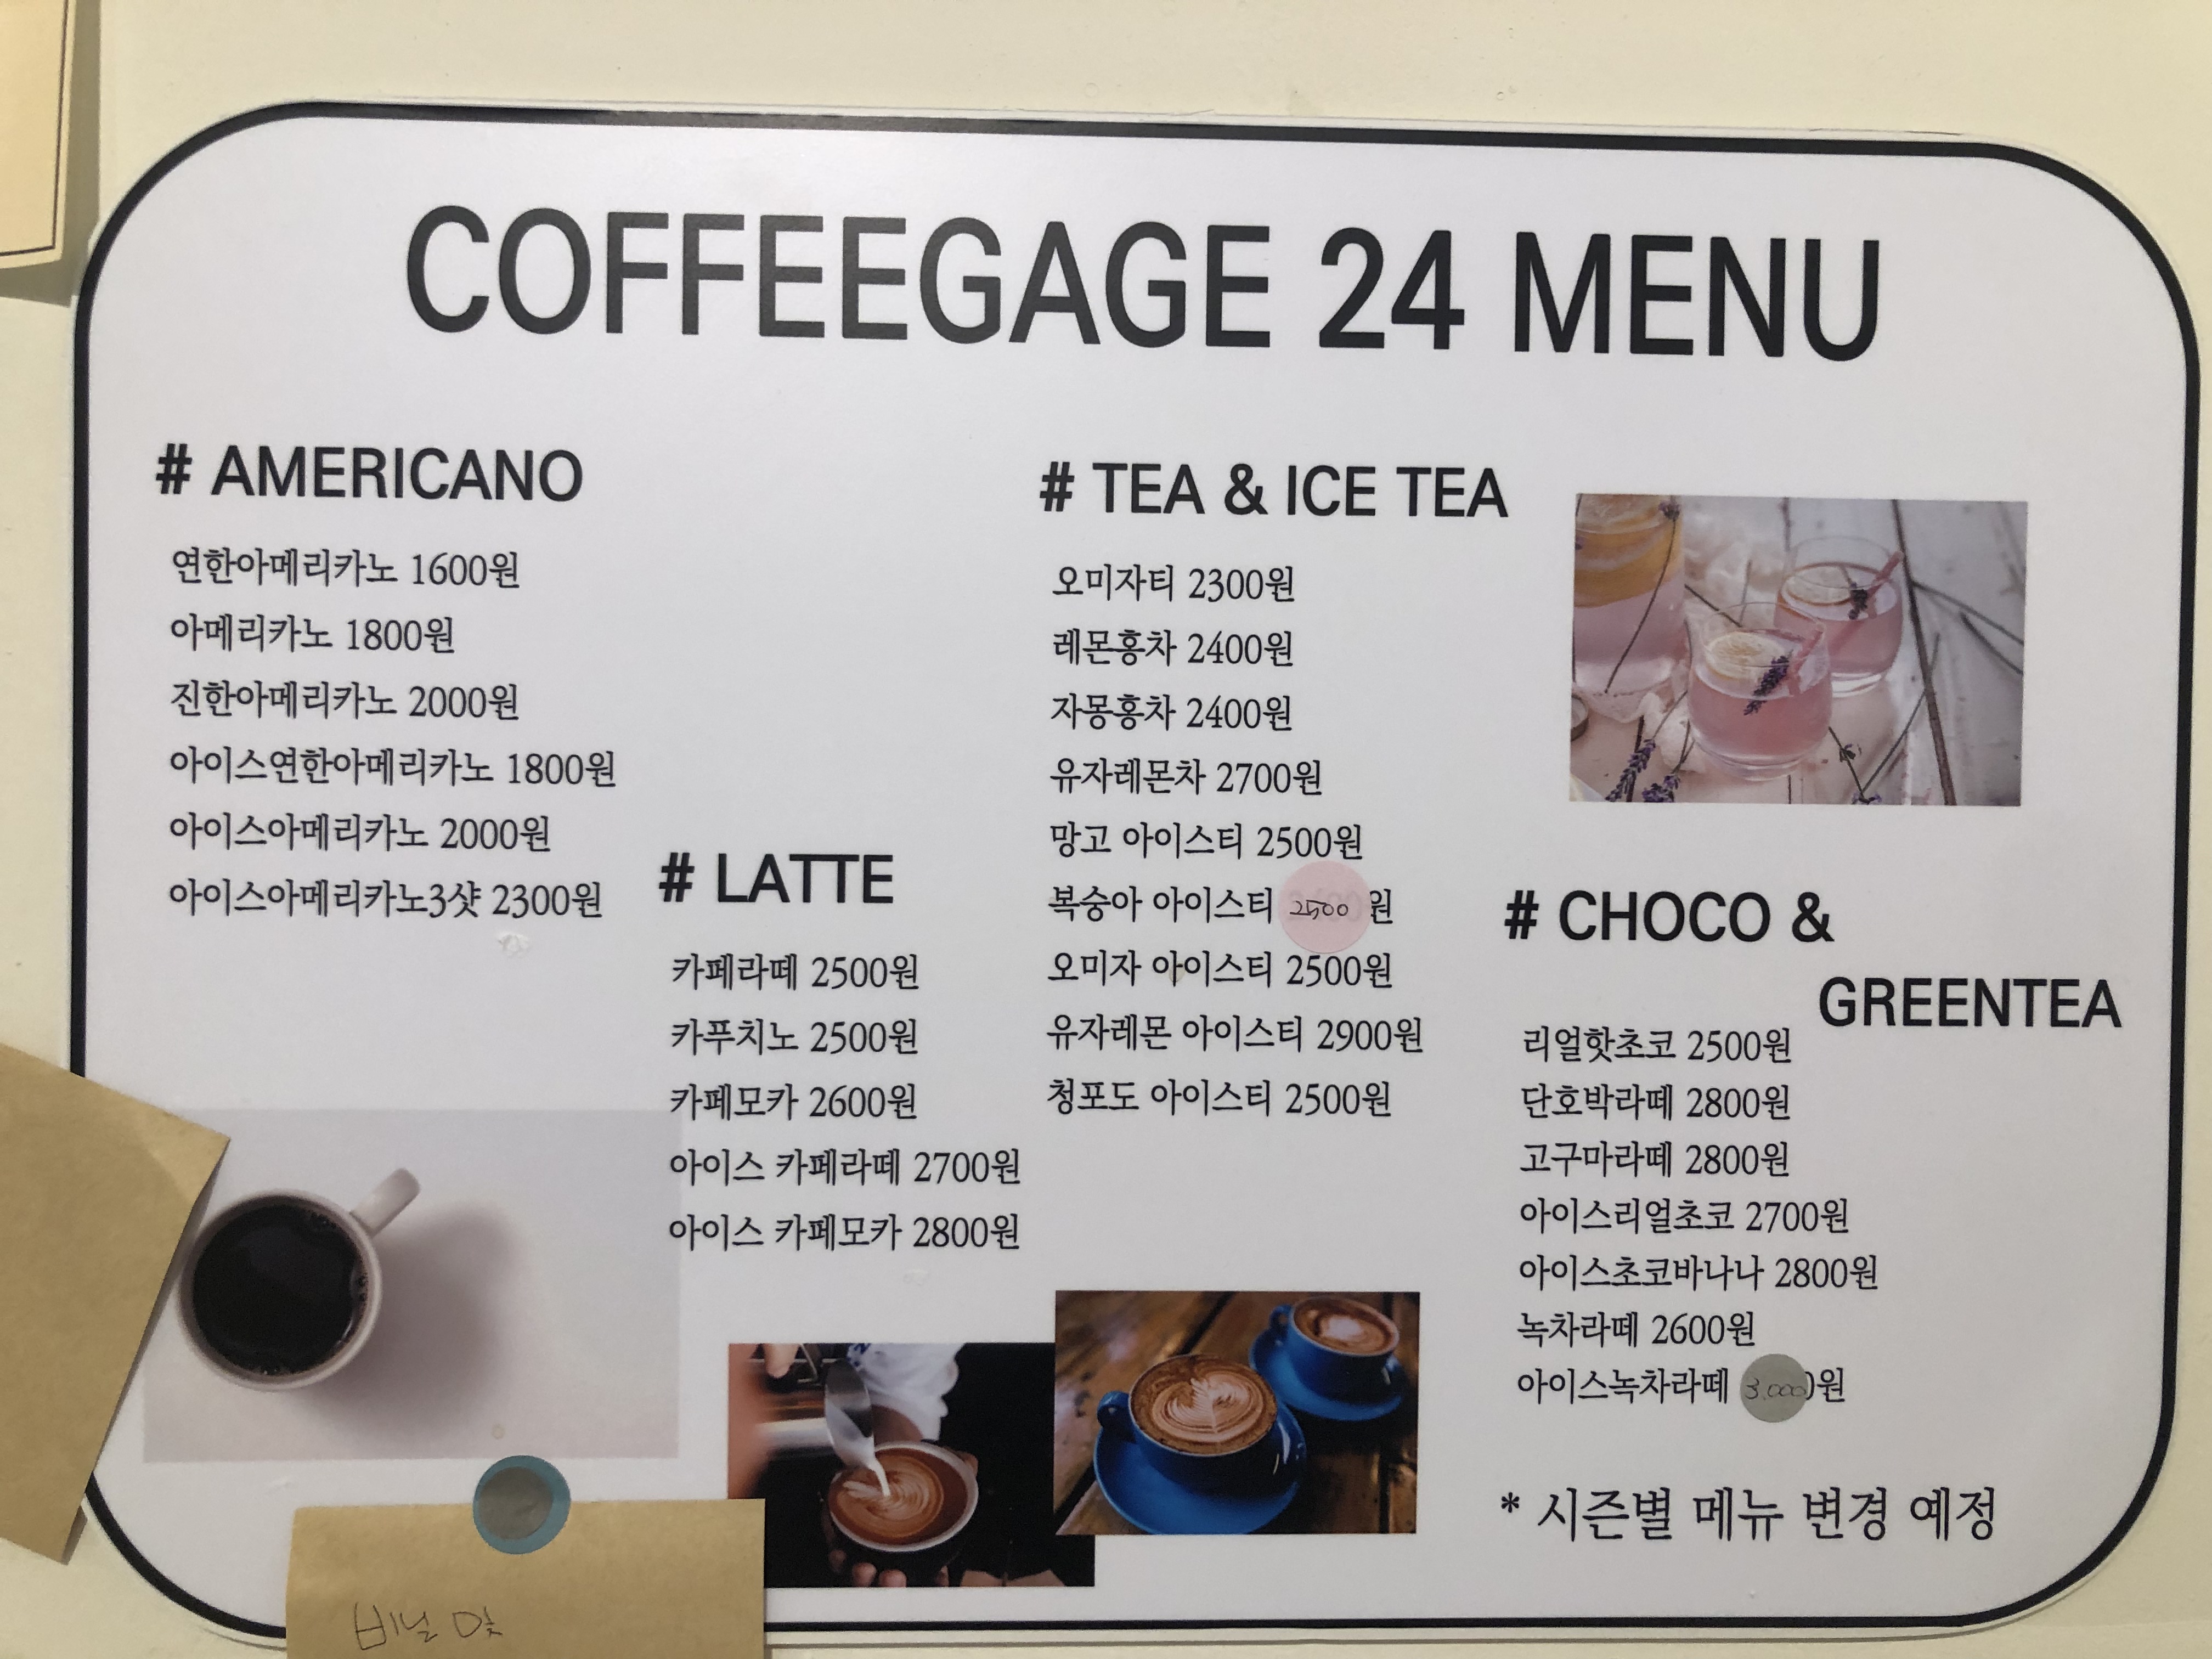 COFFEEGAGE 24 MENU
# AMERICANO
연한아메리카노 1600원
아메리카노 1800원
진한아메리카노 2000원
아이스연한아메리카노 1800원
아이스아메리카노 2000원
아이스아메리카노3샷 2300원
# LATTE
카페라떼 2500원
카푸치노 2500원
카페모카 2600원
아이스 카페라떼 2700원
아이스 카페모카 2800원
# TEA & ICE TEA
오미자티 2300원
레몬홍차 2400원
자몽홍차 2400원
유자레몬차 2700원
망고 아이스티 2500원
복숭아 아이스티 2500원
오미자 아이스티 2500원
유자레몬 아이스티 2900원
청포도 아이스티 2500원
# CHOCO &
GREENTEA
리얼핫초코 2500원
단호박라떼 2800원
고구마라떼 2800원
아이스리얼초코 2700원
아이스초코바나나 2800원
녹차라떼 2600원
아이스녹차라떼 3,000원
* 시즌별 메뉴 변경 예정
비닐 및